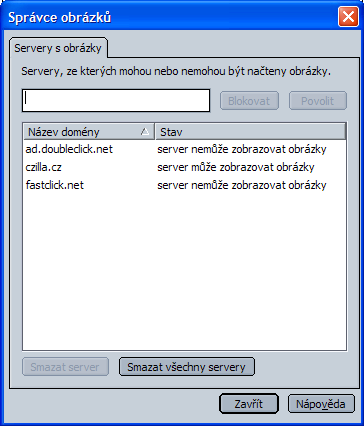 Správce obrázků
Servery s obrázky
Servery, ze kterých mohou nebo nemohou být načteny obrázky.
Blokovat Povolit
Název domény Stav
ad.doubleclick.net server nemůže zobrazovat obrázky
czilla.cz server může zobrazovat obrázky
fastclick.net server nemůže zobrazovat obrázky
Smazat server Smazat všechny servery
Zavřít Nápověda